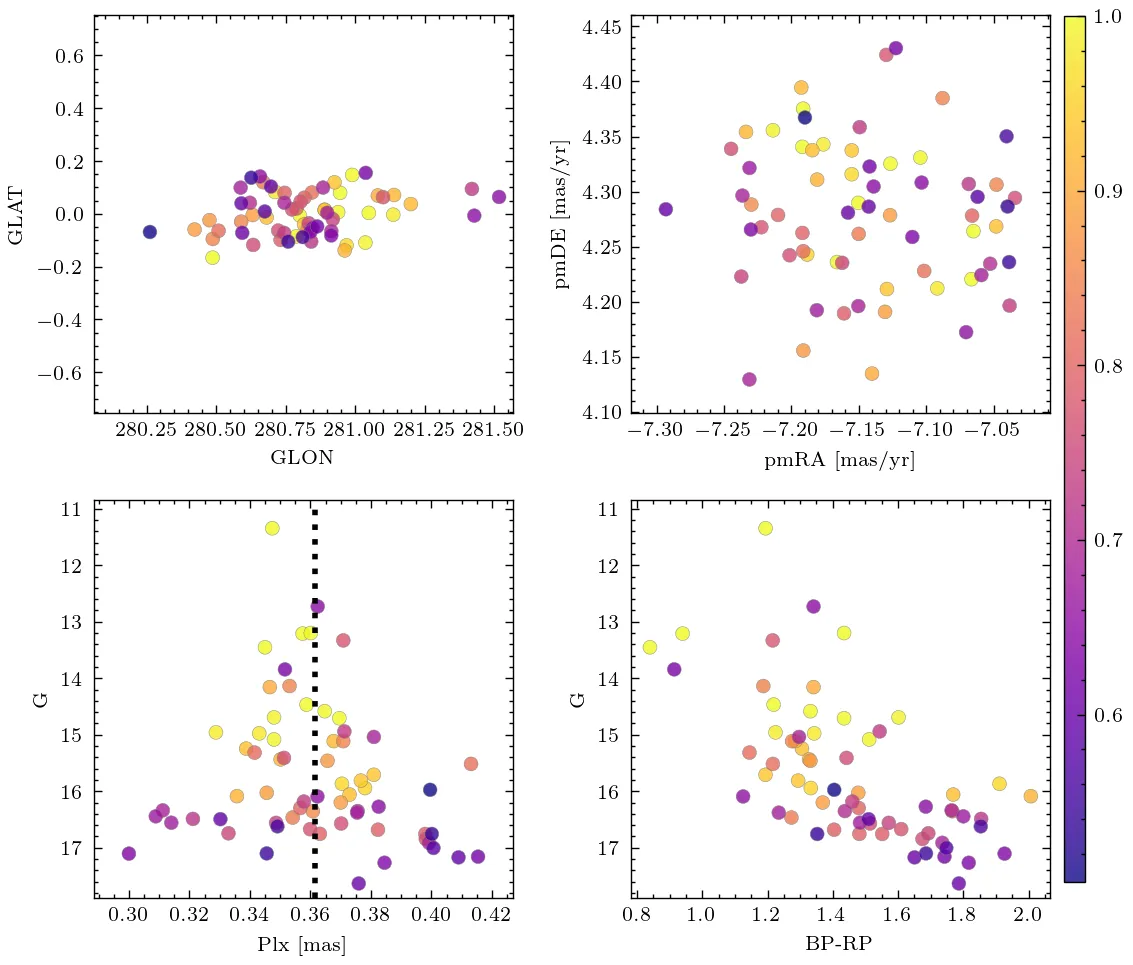 0.6
0.4
0.2
0.0
−0.2
−0.4
−0.6
GLAT
280.25 280.50 280.75 281.00 281.25 281.50
GLON
4.45
4.40
4.35
4.30
4.25
4.20
4.15
4.10
pmDE [mas/yr]
−7.30 −7.25 −7.20 −7.15 −7.10 −7.05
pmRA [mas/yr]
1.0
0.9
0.8
0.7
0.6
11
12
13
14
15
16
17
G
0.30 0.32 0.34 0.36 0.38 0.40 0.42
Plx [mas]
11
12
13
14
15
16
17
G
0.8 1.0 1.2 1.4 1.6 1.8 2.0
BP-RP